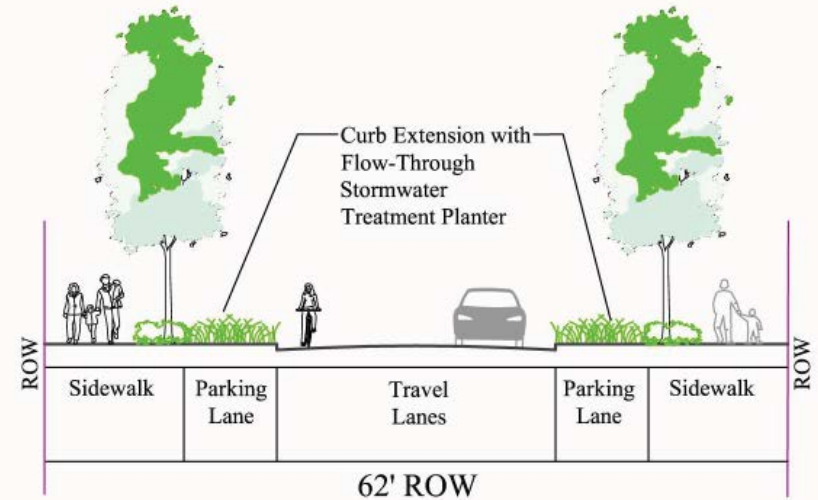 Curb Extension with
Flow-Through
Stormwater
Treatment Planter
ROW
ROW
Sidewalk
Parking
Lane
Travel
Lanes
Parking
Lane
Sidewalk
62' ROW